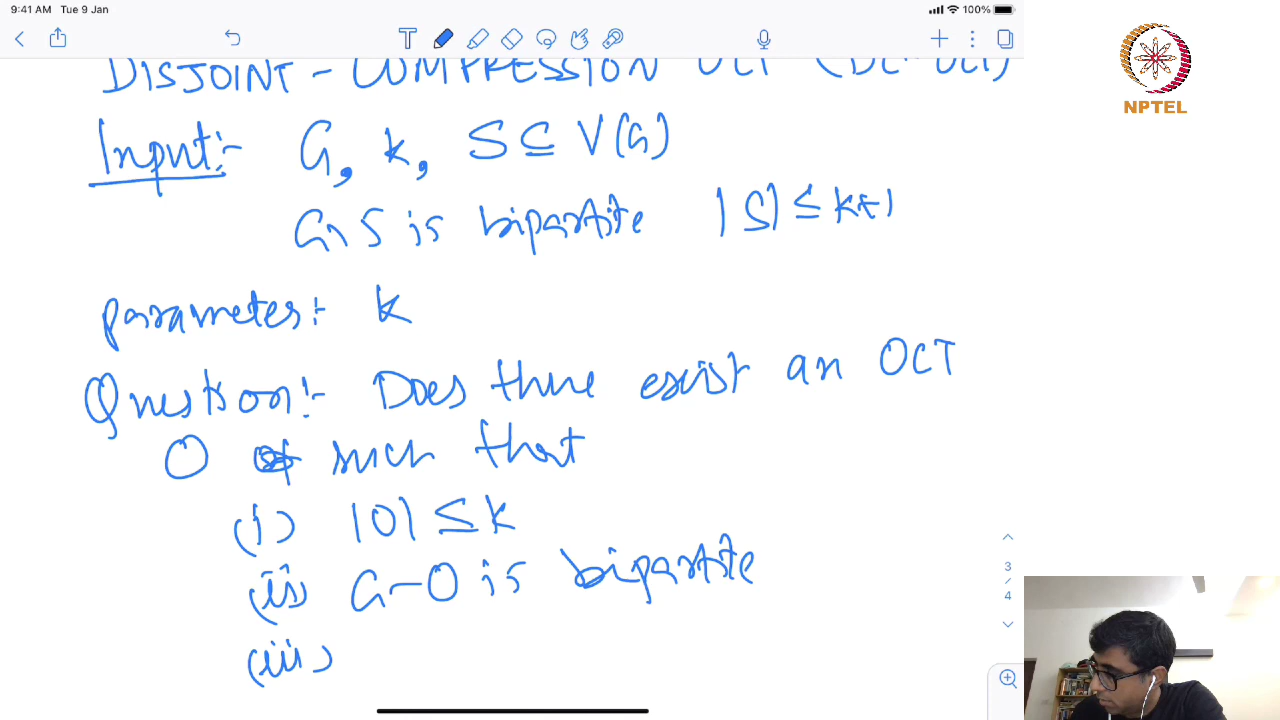 9:41 AM Tue 9 Jan
100%
NPTEL
DISJOINT - COMPRESSION OCT (DC-OCT)
Input:- G, k, S ⊆ V(G)
G \ S is bipartite |S| ≤ k+1
parameter:- k
Question:- Does there exist an OCT
O such that
(i) |O| ≤ k
(ii) G-O is bipartite
(iii)
3
/
4